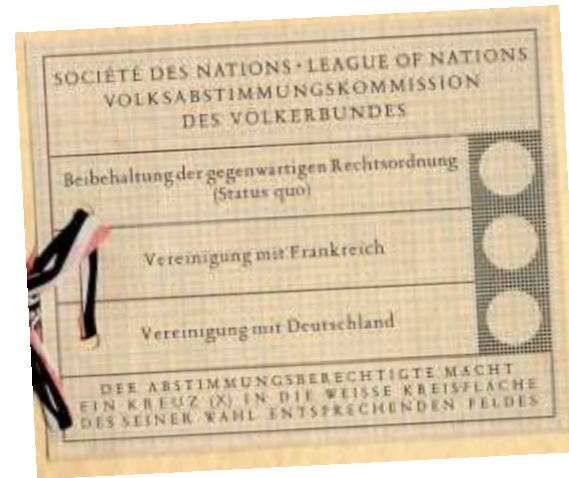 SOCIÉTÉ DES NATIONS · LEAGUE OF NATIONS
VOLKSABSTIMMUNGSKOMMISSION
DES VÖLKERBUNDES
Beibehaltung der gegenwärtigen Rechtsordnung
(Status quo)
Vereinigung mit Frankreich
Vereinigung mit Deutschland
DER ABSTIMMUNGSBERECHTIGTE MACHT
EIN KREUZ (X) IN DIE WEISSE KREISFLÄCHE
DES SEINER WAHL ENTSPRECHENDEN FELDES